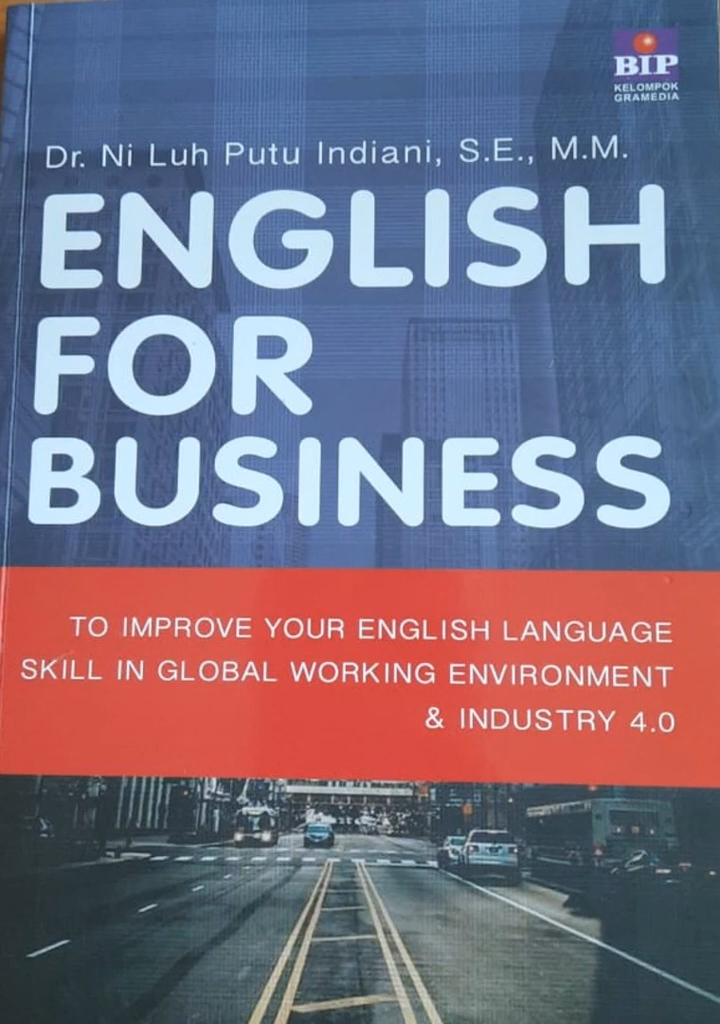 BIP
KELOMPOK
GRAMEDIA
Dr. Ni Luh Putu Indiani, S.E., M.M.
ENGLISH
FOR
BUSINESS
TO IMPROVE YOUR ENGLISH LANGUAGE
SKILL IN GLOBAL WORKING ENVIRONMENT
& INDUSTRY 4.0